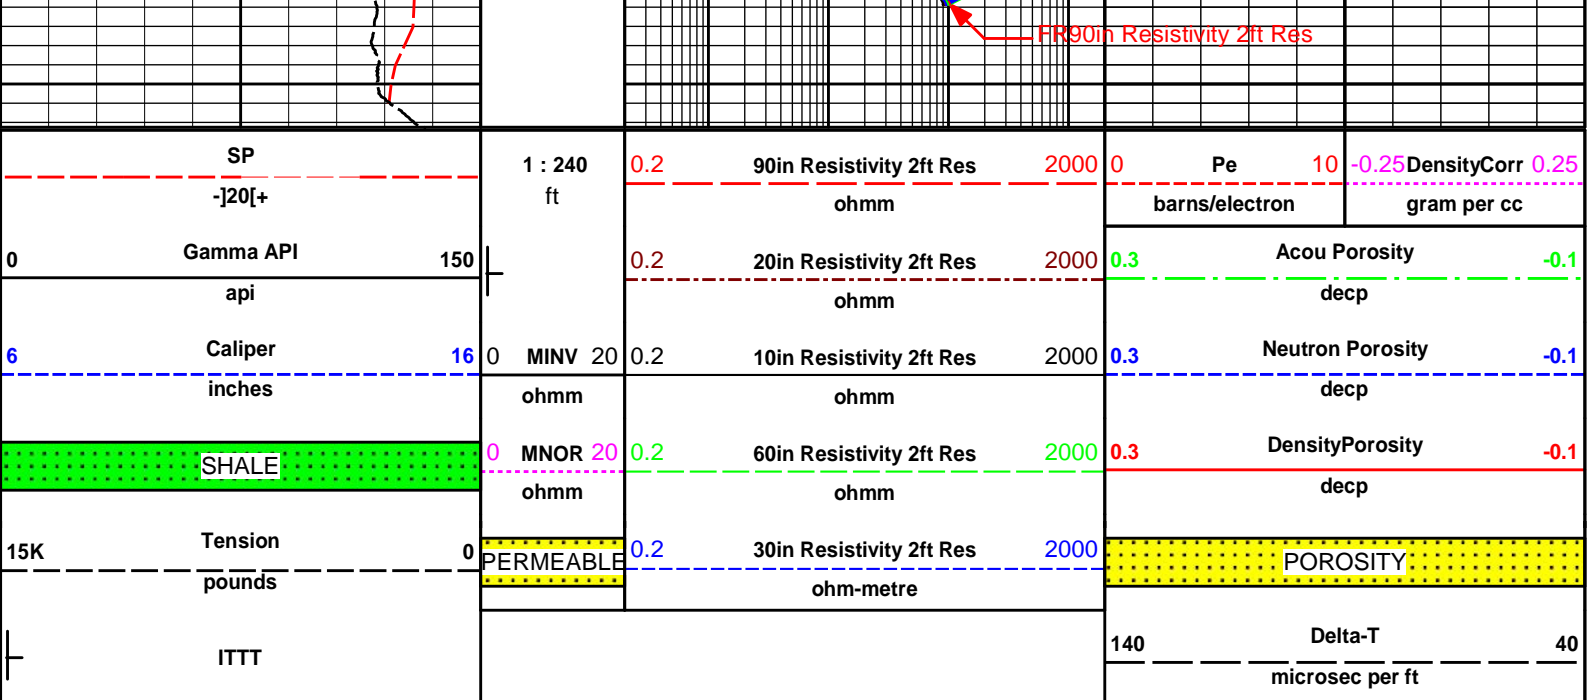 FR90in Resistivity 2ft Res
SP
-]20[+
0 Gamma API 150
api
6 Caliper 16
inches
SHALE
15K Tension 0
pounds
ITTT
1 : 240
ft
0 MINV 20
ohmm
0 MNOR 20
ohmm
PERMEABLE
0.2 90in Resistivity 2ft Res 2000
ohmm
0.2 20in Resistivity 2ft Res 2000
ohmm
0.2 10in Resistivity 2ft Res 2000
ohmm
0.2 60in Resistivity 2ft Res 2000
ohmm
0.2 30in Resistivity 2ft Res 2000
ohm-metre
0 Pe 10
barns/electron
-0.25 DensityCorr 0.25
gram per cc
0.3 Acou Porosity -0.1
decp
0.3 Neutron Porosity -0.1
decp
0.3 DensityPorosity -0.1
decp
POROSITY
140 Delta-T 40
microsec per ft